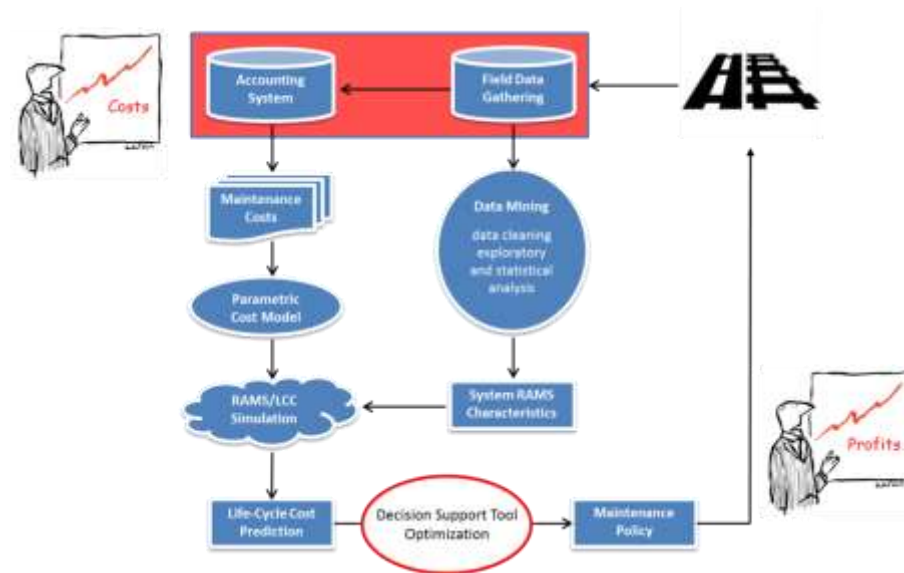 Accounting
System
Field Data
Gathering
Costs
Maintenance
Costs
Data Mining
data cleaning
exploratory
and statistical
analysis
Parametric
Cost Model
RAMS/LCC
Simulation
System RAMS
Characteristics
Profits
Life-Cycle Cost
Prediction
Decision Support Tool
Optimization
Maintenance
Policy